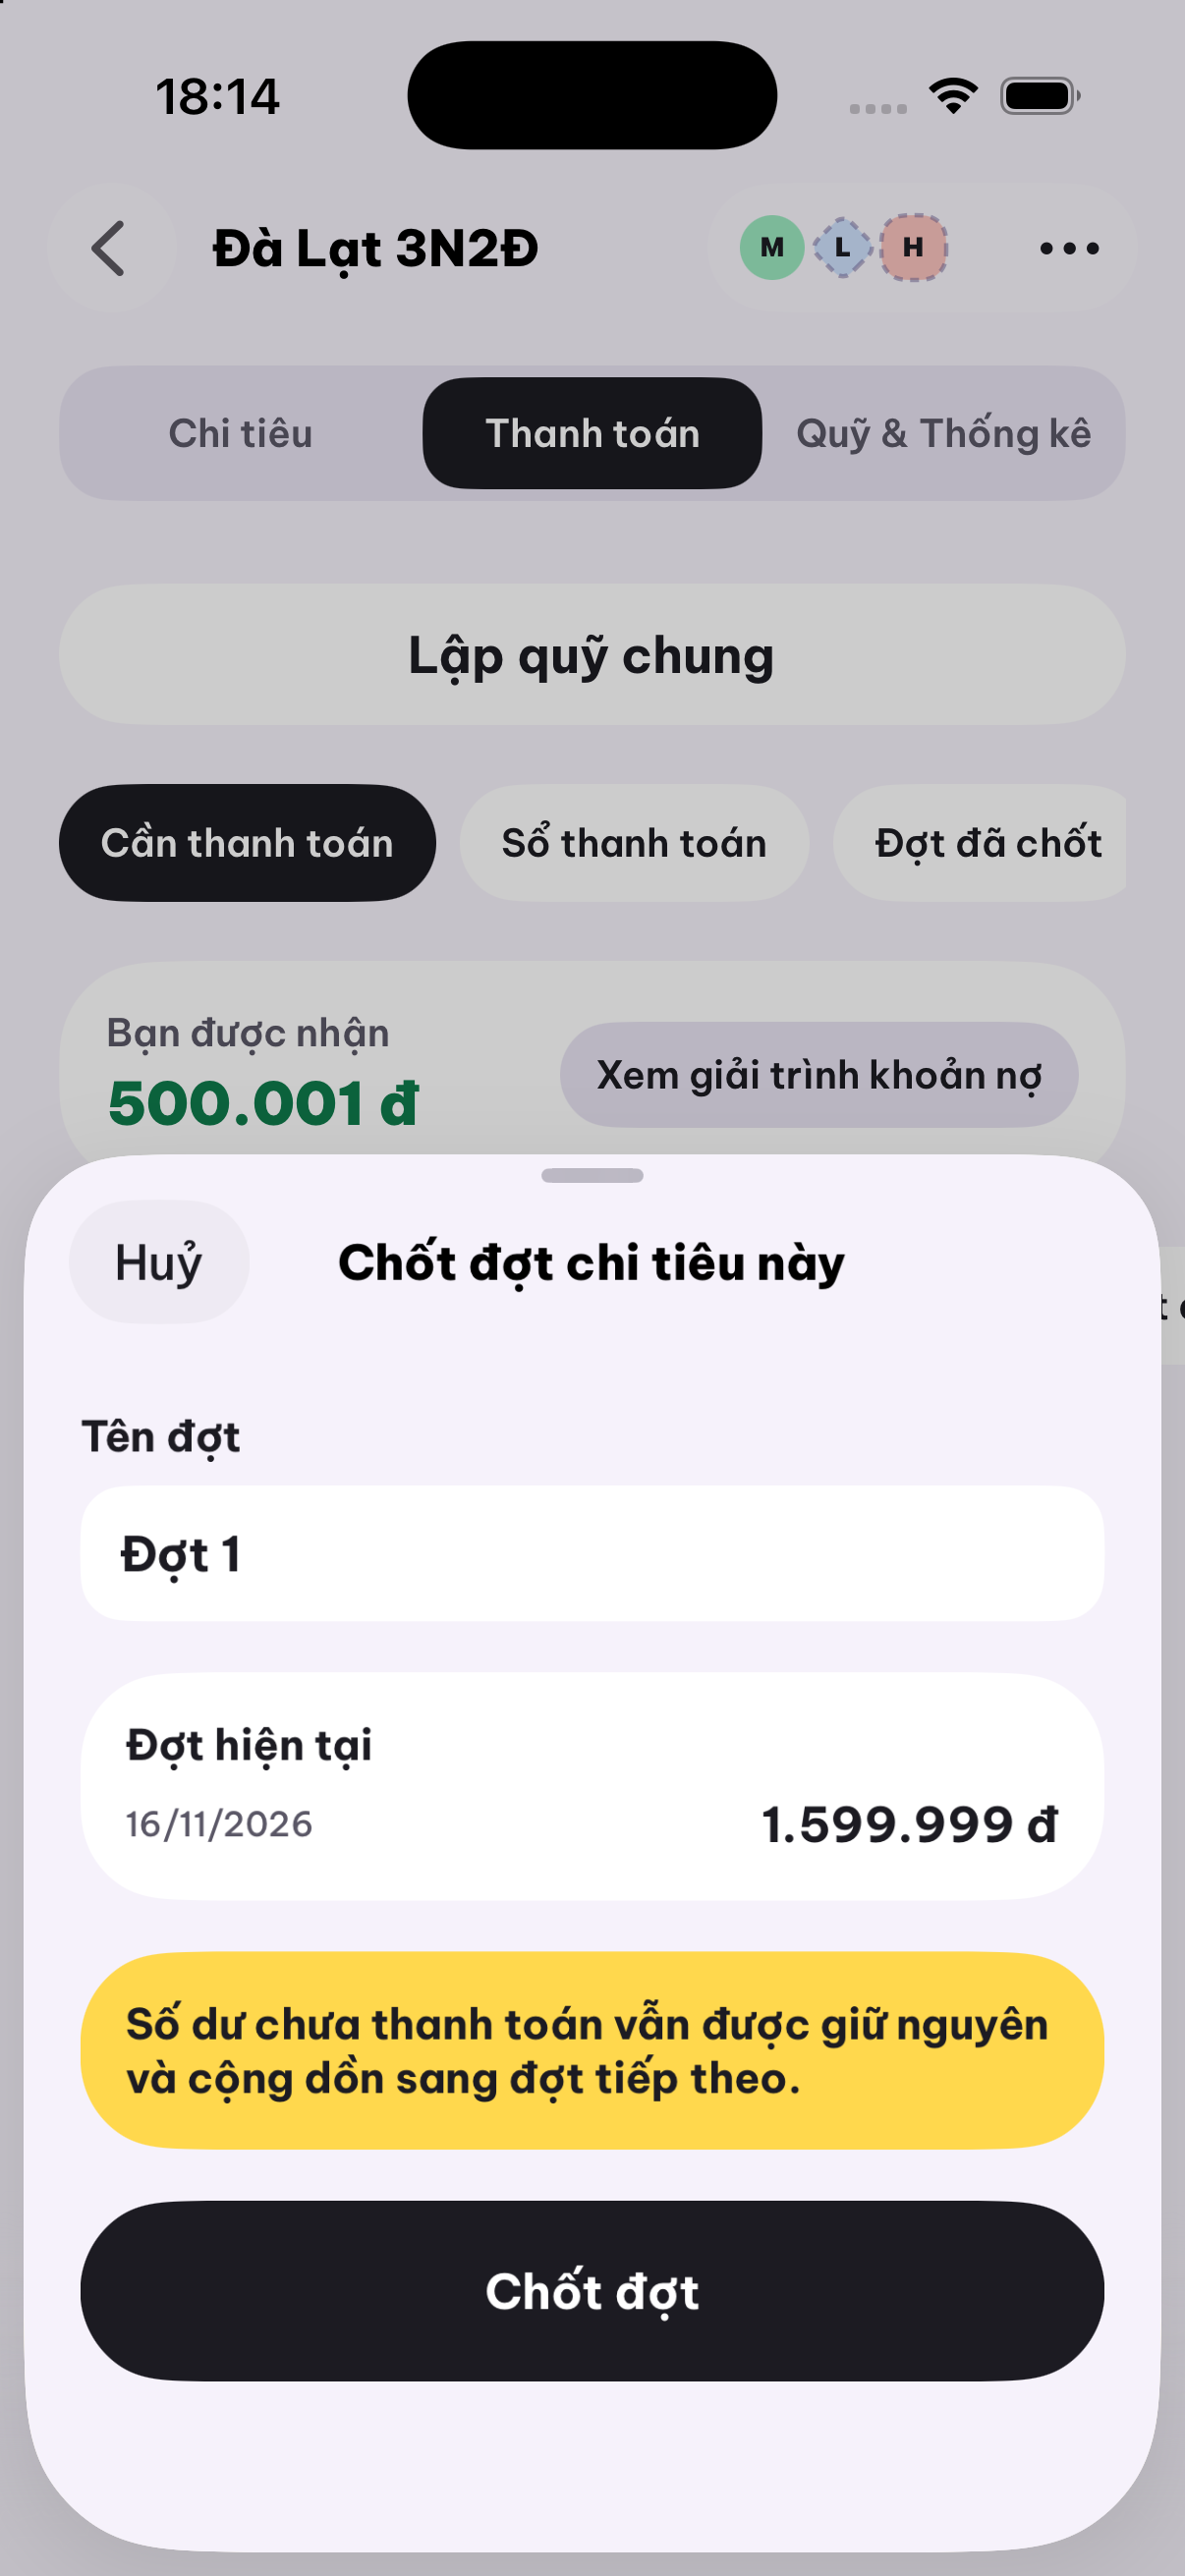 18:14
Đà Lạt 3N2Đ
M L H
Chi tiêu
Thanh toán
Quỹ & Thống kê
Lập quỹ chung
Cần thanh toán
Sổ thanh toán
Đợt đã chốt
Bạn được nhận
500.001 đ
Xem giải trình khoản nợ
Huỷ
Chốt đợt chi tiêu này
Tên đợt
Đợt 1
Đợt hiện tại
16/11/2026
1.599.999 đ
Số dư chưa thanh toán vẫn được giữ nguyên
và cộng dồn sang đợt tiếp theo.
Chốt đợt